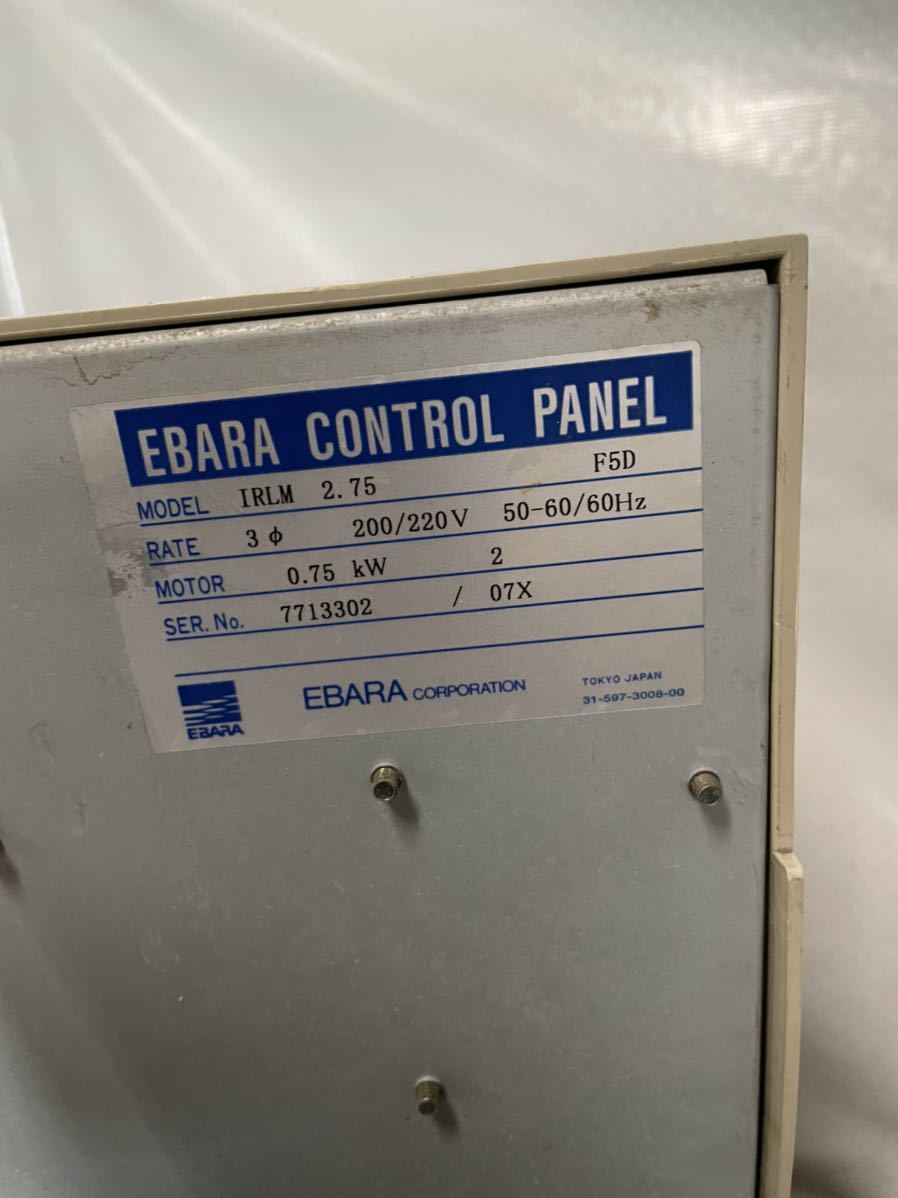 EBARA CONTROL PANEL
MODEL IRLM 2.75 F5D
RATE 3φ 200/220V 50-60/60Hz
MOTOR 0.75 kW 2
SER. No. 7713302 / 07X
EBARA
EBARA CORPORATION
TOKYO JAPAN
31-597-3008-00